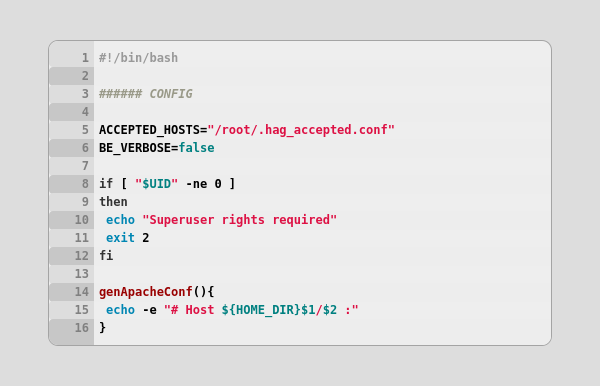 1 #!/bin/bash
2
3 ###### CONFIG
4
5 ACCEPTED_HOSTS="/root/.hag_accepted.conf"
6 BE_VERBOSE=false
7
8 if [ "$UID" -ne 0 ]
9 then
10  echo "Superuser rights required"
11  exit 2
12 fi
13
14 genApacheConf(){
15  echo -e "# Host ${HOME_DIR}$1/$2 :"
16 }